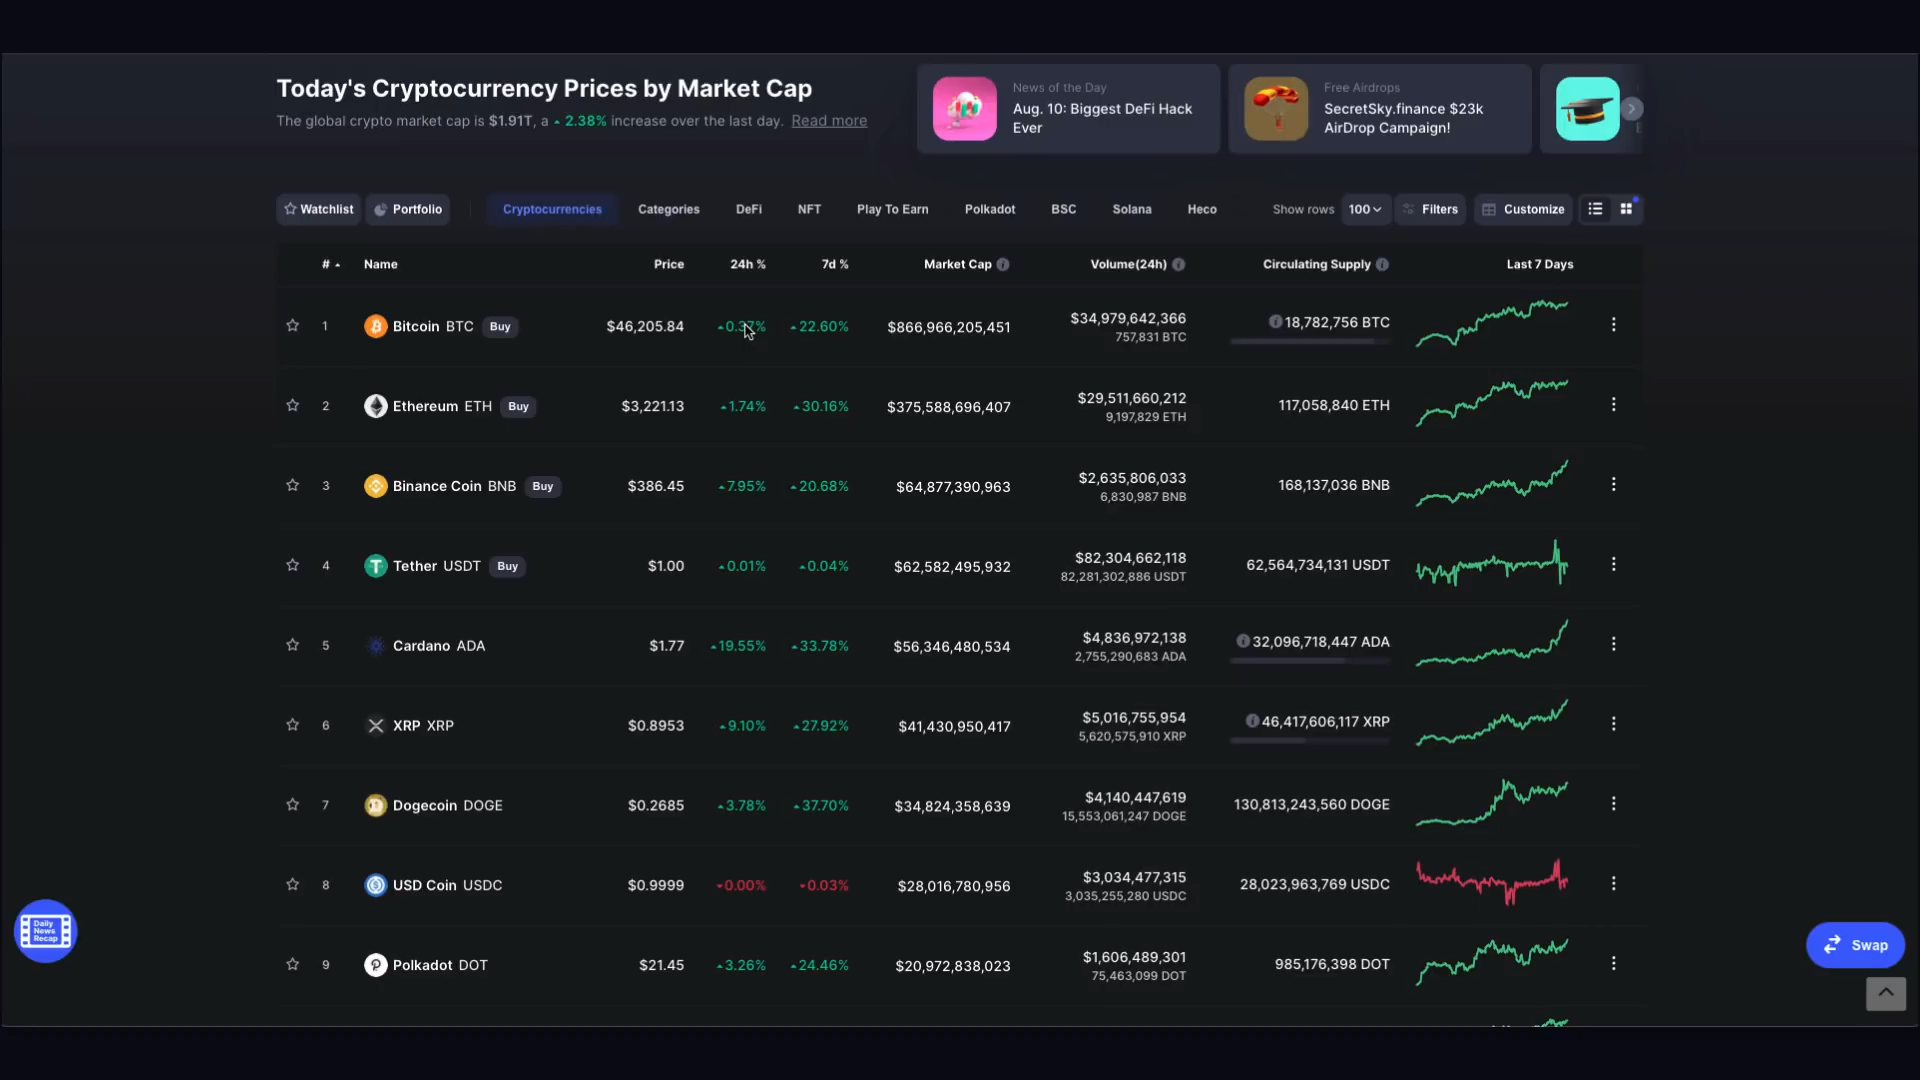 Today's Cryptocurrency Prices by Market Cap
The global crypto market cap is $1.91T, a 2.38% increase over the last day. Read more
News of the Day
Aug. 10: Biggest DeFi Hack
Ever
Free Airdrops
SecretSky.finance $23k
AirDrop Campaign!
Watchlist Portfolio Cryptocurrencies Categories DeFi NFT Play To Earn Polkadot BSC Solana Heco Show rows 100 Filters Customize
# Name Price 24h % 7d % Market Cap Volume(24h) Circulating Supply Last 7 Days
1 Bitcoin BTC Buy $46,205.84 0.37% 22.60% $866,966,205,451 $34,979,642,366 18,782,756 BTC
757,831 BTC
2 Ethereum ETH Buy $3,221.13 1.74% 30.16% $375,588,696,407 $29,511,660,212 117,058,840 ETH
9,197,829 ETH
3 Binance Coin BNB Buy $386.45 7.95% 20.68% $64,877,390,963 $2,635,806,033 168,137,036 BNB
6,830,987 BNB
4 Tether USDT Buy $1.00 0.01% 0.04% $62,582,495,932 $82,304,662,118 62,564,734,131 USDT
82,281,302,886 USDT
5 Cardano ADA $1.77 19.55% 33.78% $56,346,480,534 $4,836,972,138 32,096,718,447 ADA
2,755,290,683 ADA
6 XRP XRP $0.8953 9.10% 27.92% $41,430,950,417 $5,016,755,954 46,417,606,117 XRP
5,620,575,910 XRP
7 Dogecoin DOGE $0.2685 3.78% 37.70% $34,824,358,639 $4,140,447,619 130,813,243,560 DOGE
15,553,061,247 DOGE
8 USD Coin USDC $0.9999 0.00% 0.03% $28,016,780,956 $3,034,477,315 28,023,963,769 USDC
3,035,255,280 USDC
9 Polkadot DOT $21.45 3.26% 24.46% $20,972,838,023 $1,606,489,301 985,176,398 DOT
75,463,099 DOT
Daily
News
Recap
Swap